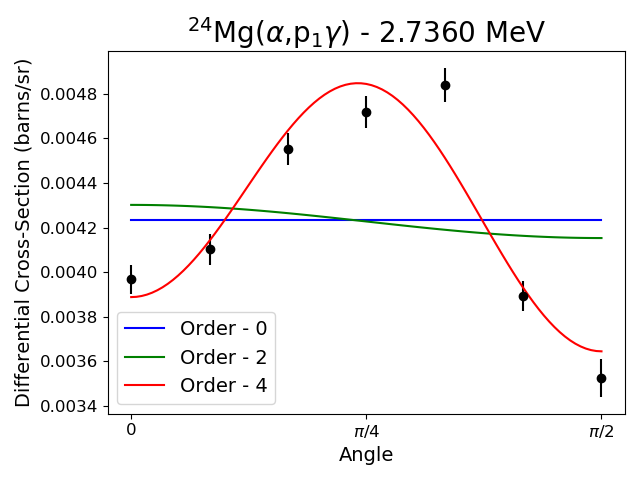 ²⁴Mg(α,p₁γ) - 2.7360 MeV
Differential Cross-Section (barns/sr)
0.0048
0.0046
0.0044
0.0042
0.0040
0.0038
0.0036
0.0034
Order - 0
Order - 2
Order - 4
0
π/4
π/2
Angle